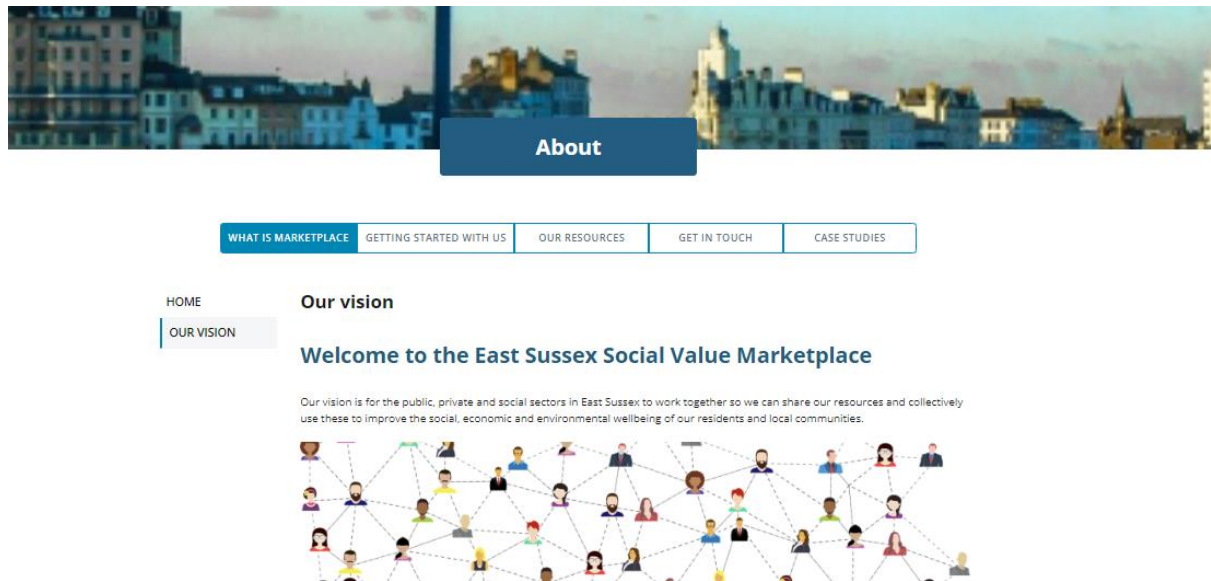 About
WHAT IS MARKETPLACE
GETTING STARTED WITH US
OUR RESOURCES
GET IN TOUCH
CASE STUDIES
HOME
OUR VISION
Our vision
Welcome to the East Sussex Social Value Marketplace
Our vision is for the public, private and social sectors in East Sussex to work together so we can share our resources and collectively
use these to improve the social, economic and environmental wellbeing of our residents and local communities.